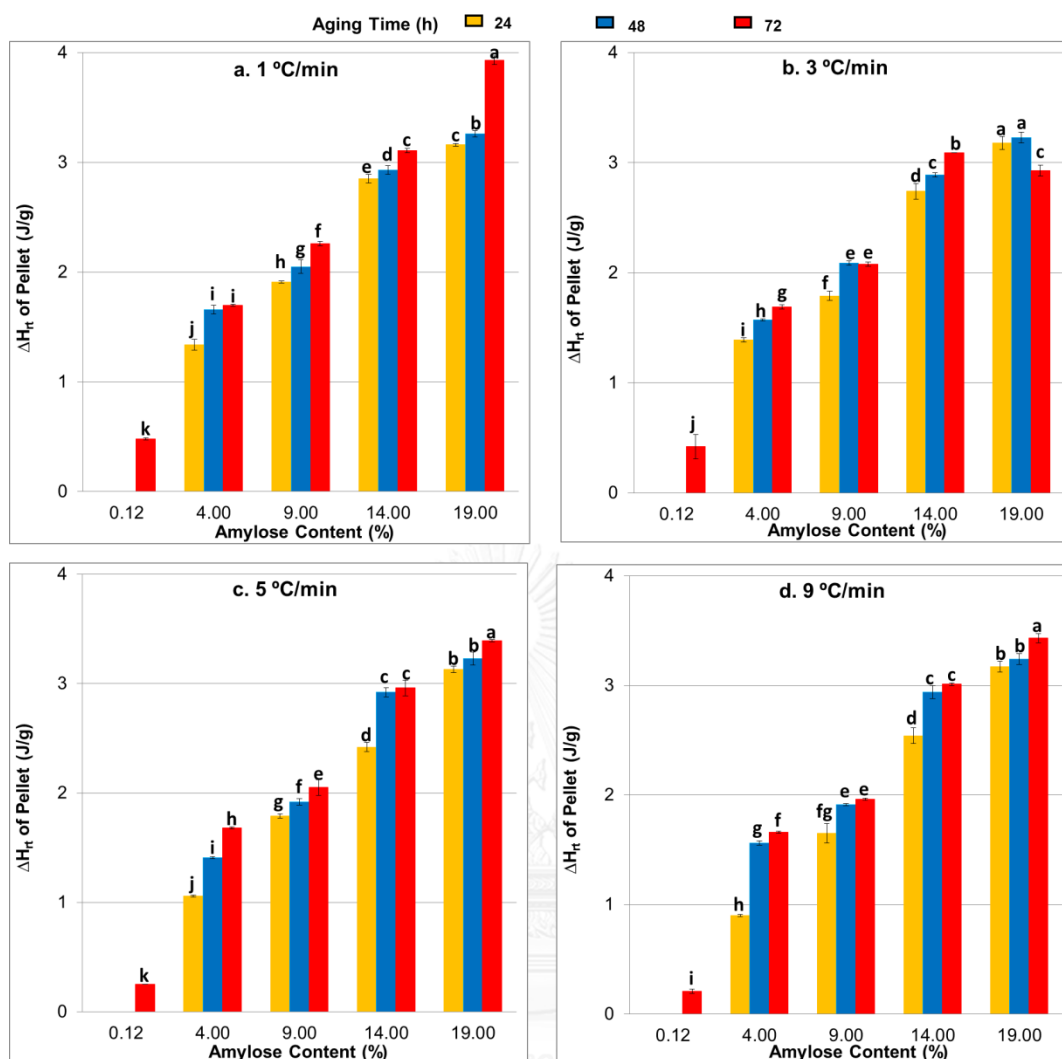 Aging Time (h) 24 48 72
a. 1 ºC/min
ΔHrt of Pellet (J/g)
4
3
2
1
0
k
j
i
i
h
g
f
e
d
c
c
b
a
0.12 4.00 9.00 14.00 19.00
Amylose Content (%)
b. 3 ºC/min
ΔHrt of Pellet (J/g)
4
3
2
1
0
j
i
h
g
f
e
e
d
c
b
a
a
c
0.12 4.00 9.00 14.00 19.00
Amylose Content (%)
c. 5 ºC/min
ΔHrt of Pellet (J/g)
4
3
2
1
0
k
j
i
h
g
f
e
d
c
c
b
b
a
0.12 4.00 9.00 14.00 19.00
Amylose Content (%)
d. 9 ºC/min
ΔHrt of Pellet (J/g)
4
3
2
1
0
i
h
g
f
fg
e
e
d
c
c
b
b
a
0.12 4.00 9.00 14.00 19.00
Amylose Content (%)